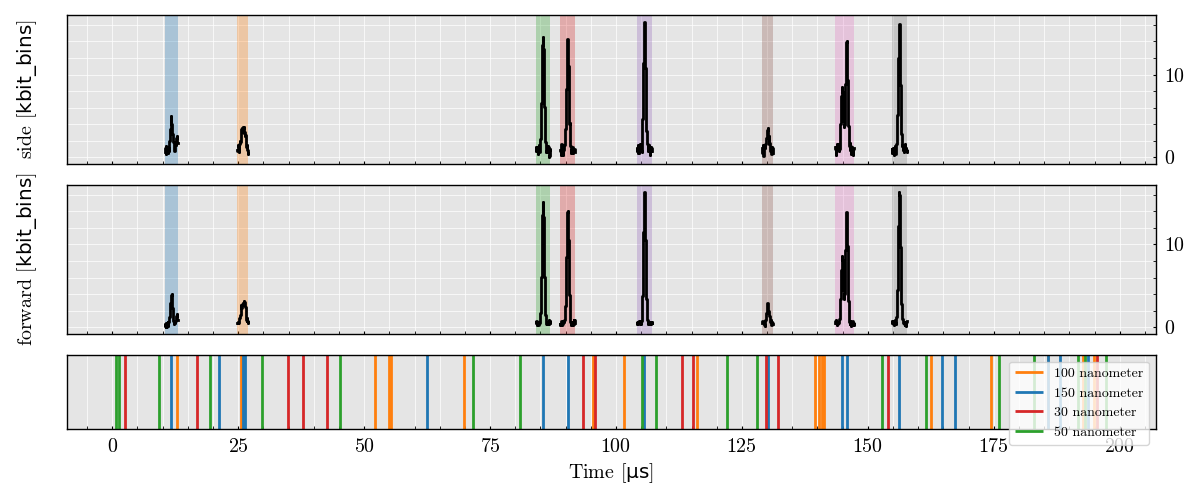 side [kbit_bins]
10
0
forward [kbit_bins]
10
0
100 nanometer
150 nanometer
30 nanometer
50 nanometer
0 25 50 75 100 125 150 175 200
Time [µs]